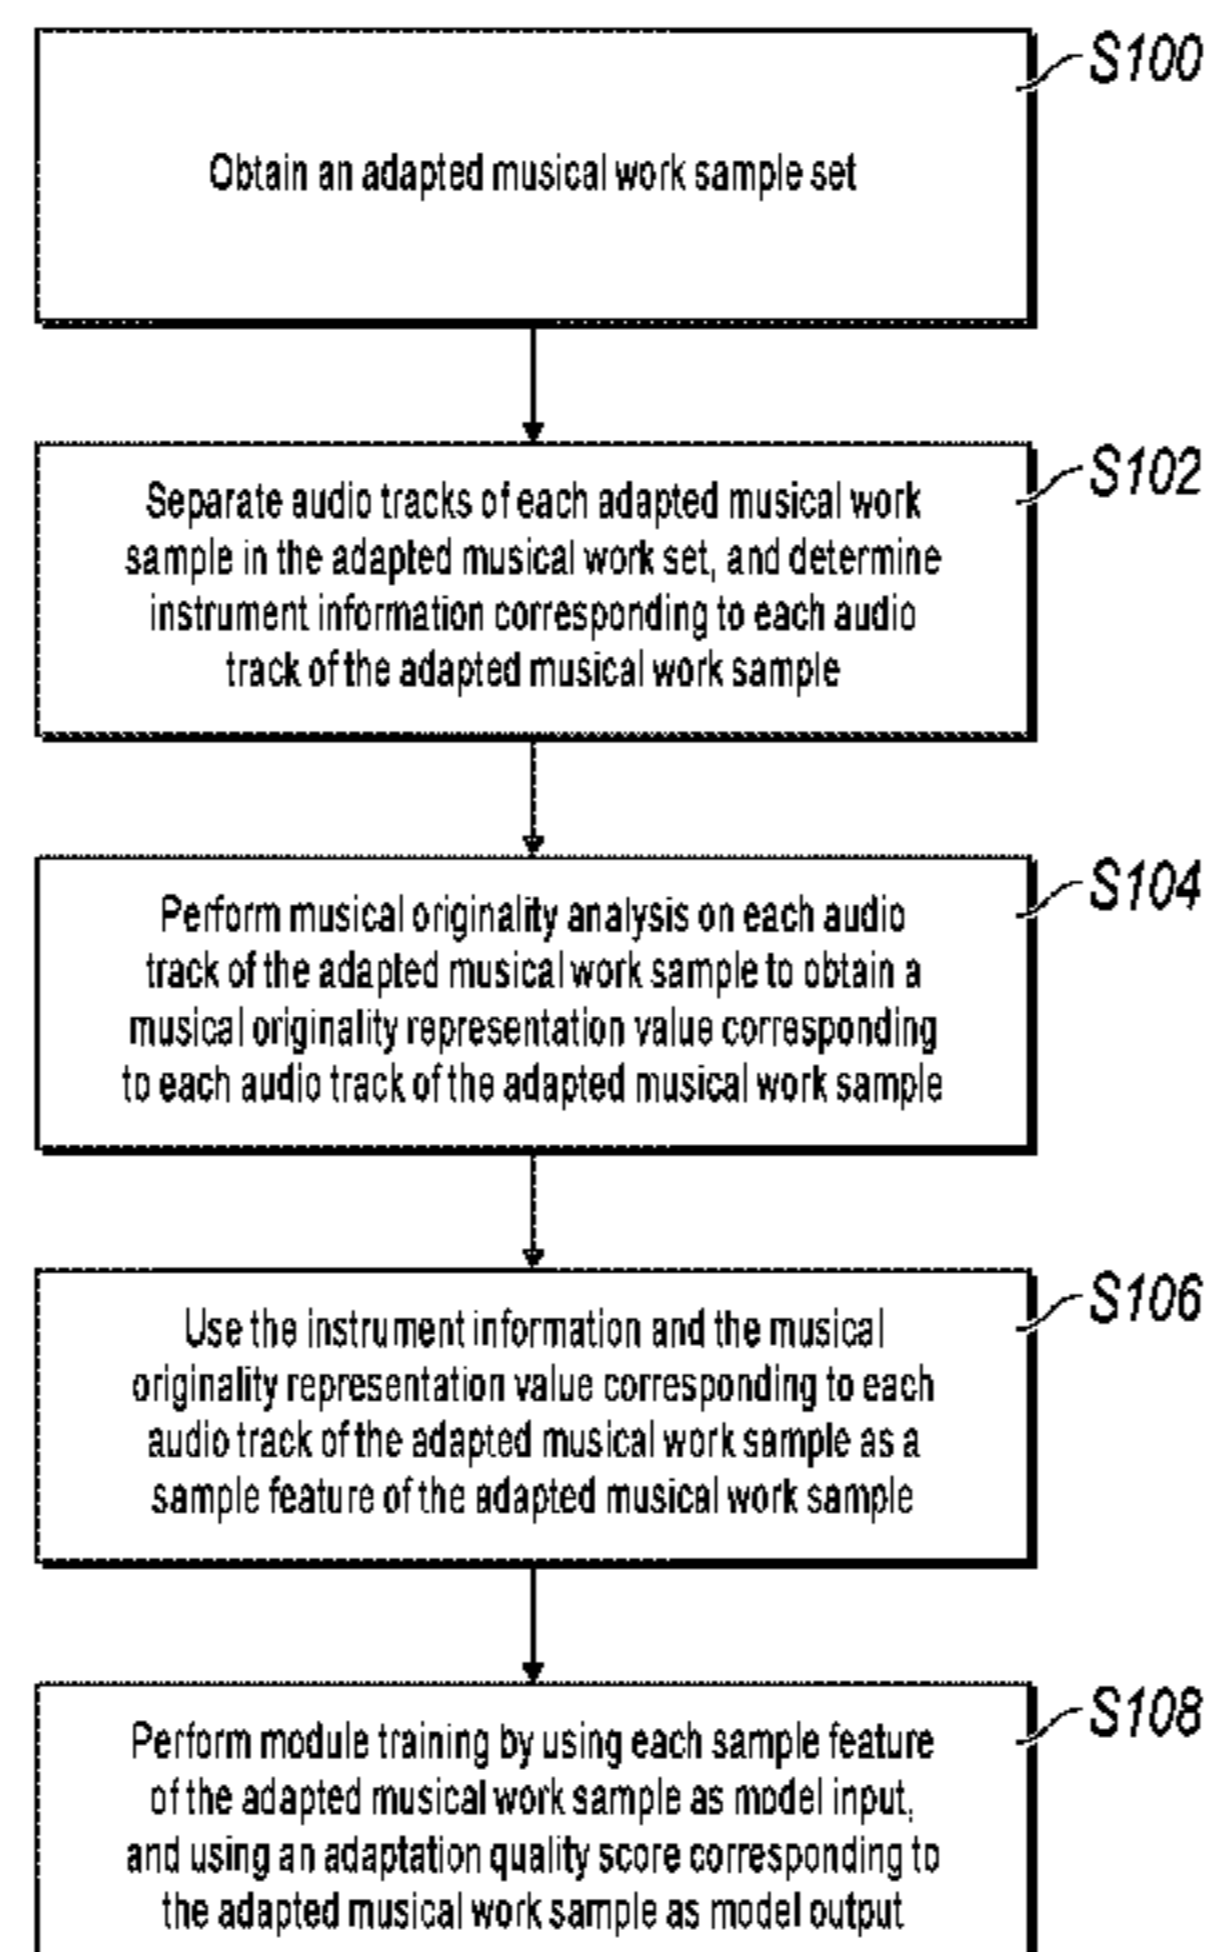 S100
Obtain an adapted musical work sample set
S102
Separate audio tracks of each adapted musical work
sample in the adapted musical work set, and determine
instrument information corresponding to each audio
track of the adapted musical work sample
S104
Perform musical originality analysis on each audio
track of the adapted musical work sample to obtain a
musical originality representation value corresponding
to each audio track of the adapted musical work sample
S106
Use the instrument information and the musical
originality representation value corresponding to each
audio track of the adapted musical work sample as a
sample feature of the adapted musical work sample
S108
Perform module training by using each sample feature
of the adapted musical work sample as model input,
and using an adaptation quality score corresponding to
the adapted musical work sample as model output